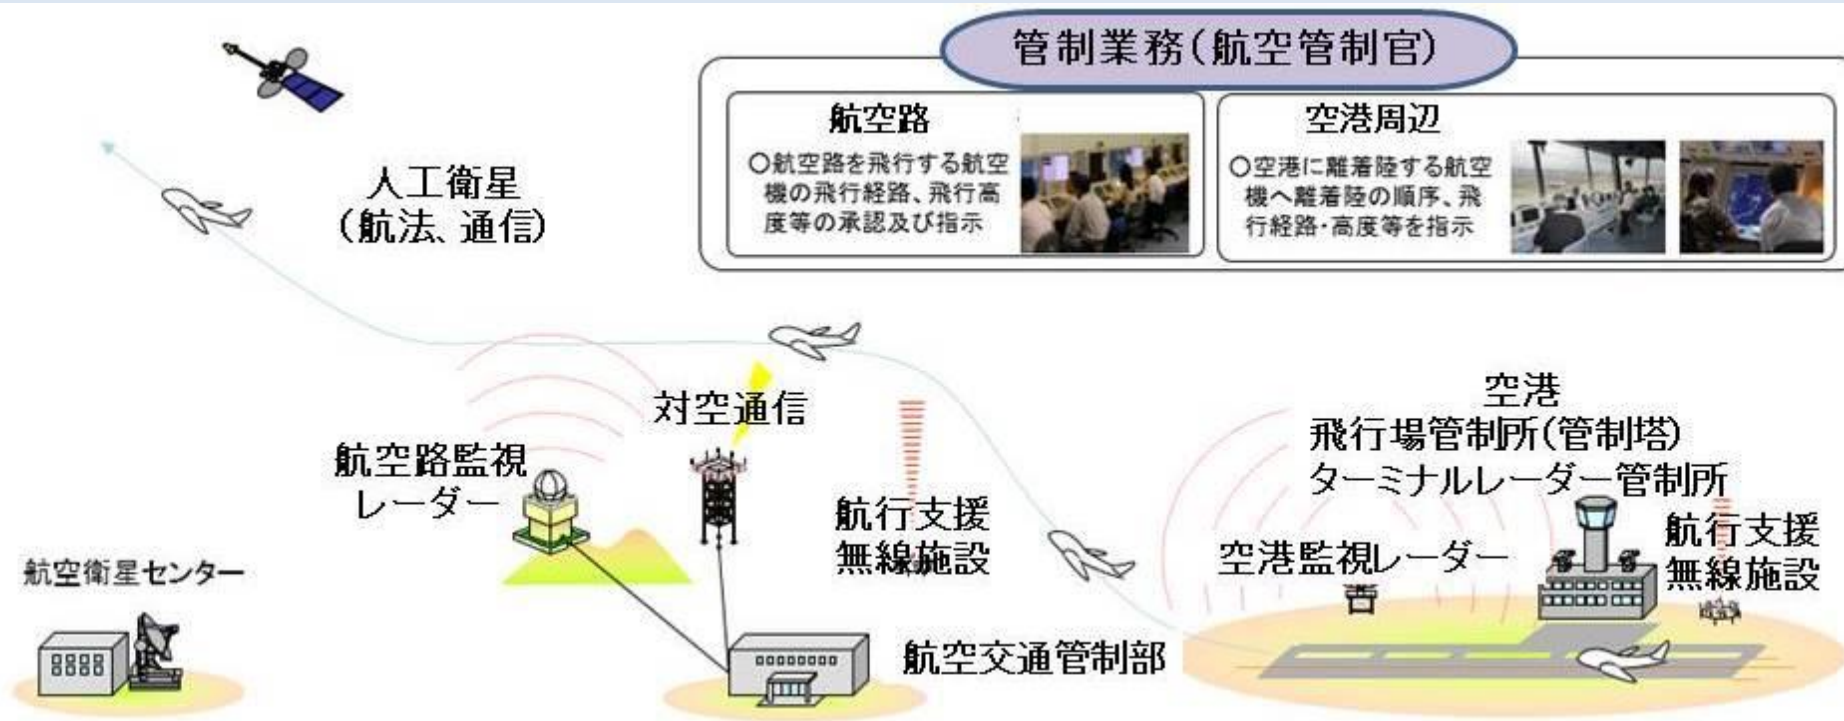 管制業務(航空管制官)
航空路
○航空路を飛行する航空
機の飛行経路、飛行高
度等の承認及び指示
空港周辺
○空港に離着陸する航空
機へ離着陸の順序、飛
行経路・高度等を指示
人工衛星
(航法、通信)
対空通信
航空路監視
レーダー
航行支援
無線施設
空港
飛行場管制所(管制塔)
ターミナルレーダー管制所
空港監視レーダー
航行支援
無線施設
航空衛星センター
航空交通管制部